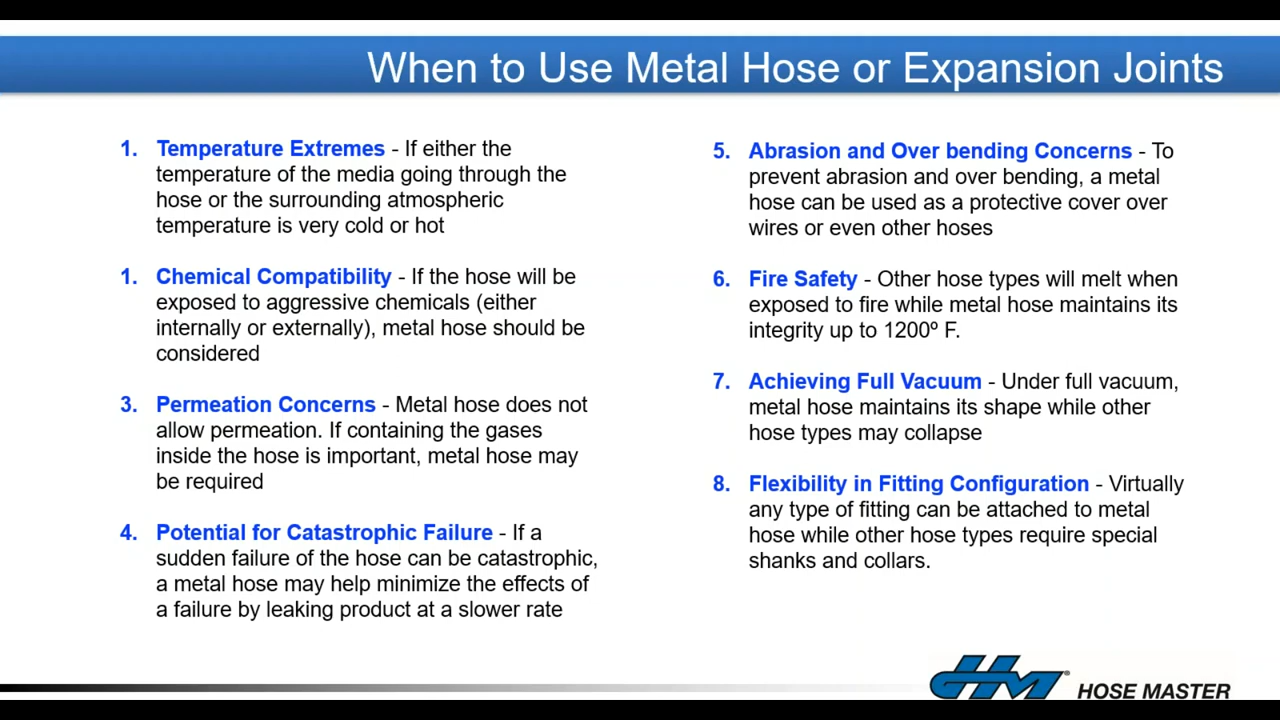 When to Use Metal Hose or Expansion Joints
1. Temperature Extremes - If either the
temperature of the media going through the
hose or the surrounding atmospheric
temperature is very cold or hot
1. Chemical Compatibility - If the hose will be
exposed to aggressive chemicals (either
internally or externally), metal hose should be
considered
3. Permeation Concerns - Metal hose does not
allow permeation. If containing the gases
inside the hose is important, metal hose may
be required
4. Potential for Catastrophic Failure - If a
sudden failure of the hose can be catastrophic,
a metal hose may help minimize the effects of
a failure by leaking product at a slower rate
5. Abrasion and Over bending Concerns - To
prevent abrasion and over bending, a metal
hose can be used as a protective cover over
wires or even other hoses
6. Fire Safety - Other hose types will melt when
exposed to fire while metal hose maintains its
integrity up to 1200º F.
7. Achieving Full Vacuum - Under full vacuum,
metal hose maintains its shape while other
hose types may collapse
8. Flexibility in Fitting Configuration - Virtually
any type of fitting can be attached to metal
hose while other hose types require special
shanks and collars.
HM® HOSE MASTER